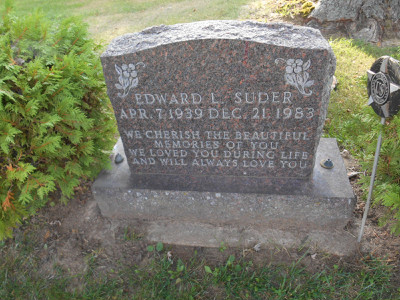 EDWARD L. SUDER
APR. 7, 1939 DEC. 21, 1983
WE CHERISH THE BEAUTIFUL
MEMORIES OF YOU
WE LOVED YOU DURING LIFE
AND WILL ALWAYS LOVE YOU